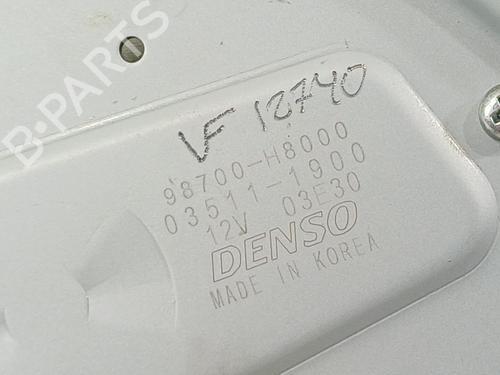 B-PARTS
VF 12740
98700-H8000
03511-1900
12V 03E30
DENSO
MADE IN KOREA